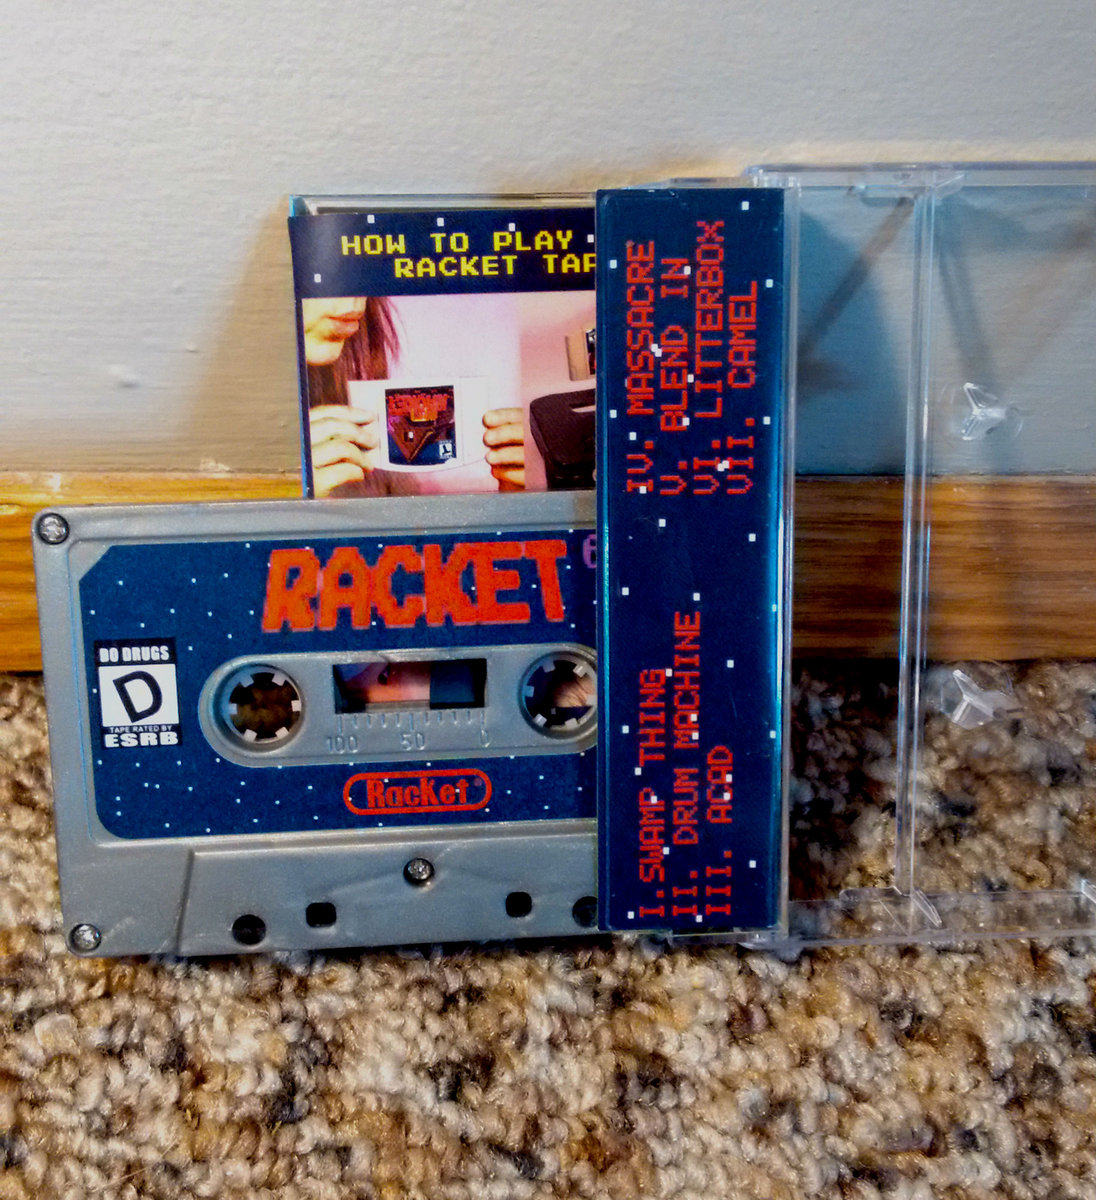 HOW TO PLAY
RACKET TAP
RACKET 6
DO DRUGS
D
TAPE RATED BY
ESRB
100 50 0
RacKet
I. SWAMP THING
II. DRUM MACHINE
III. ACAD
IV. MASSACRE
V. BLEND IN
VI. LITTERBOX
VII. CAMEL